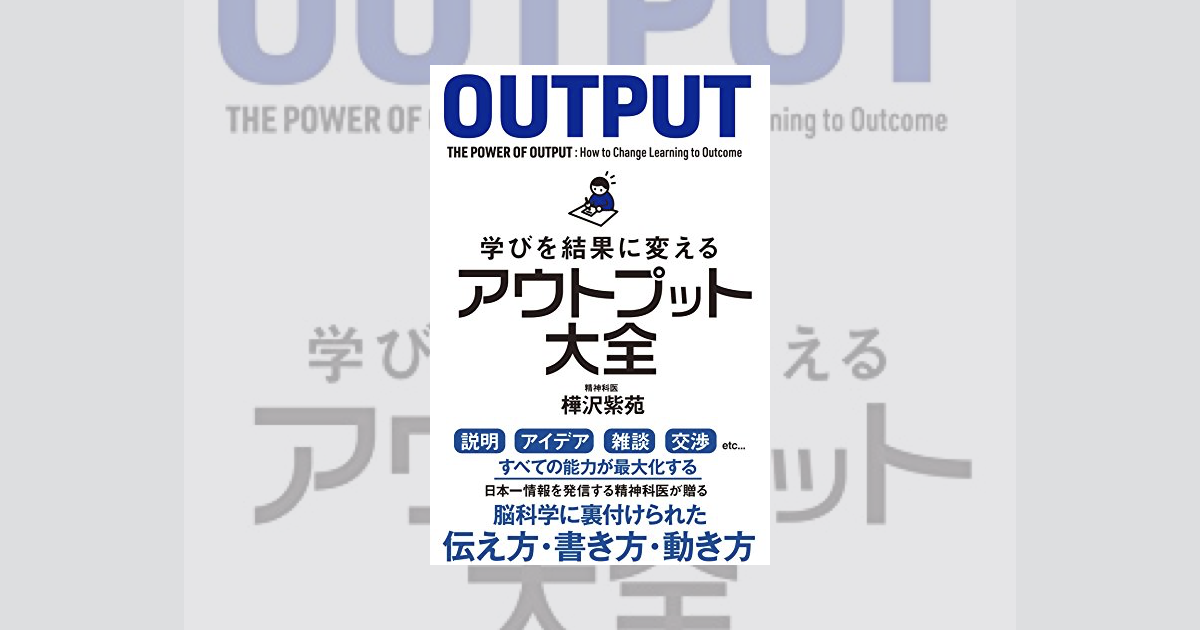 OUTPUT
THE POWER OF OUTPUT : How to Change Learning to Outcome
学びを結果に変える
アウトプット
大全
精神科医
樺沢紫苑
説明 アイデア 雑談 交渉 etc...
すべての能力が最大化する
日本一情報を発信する精神科医が贈る
脳科学に裏付けられた
伝え方・書き方・動き方